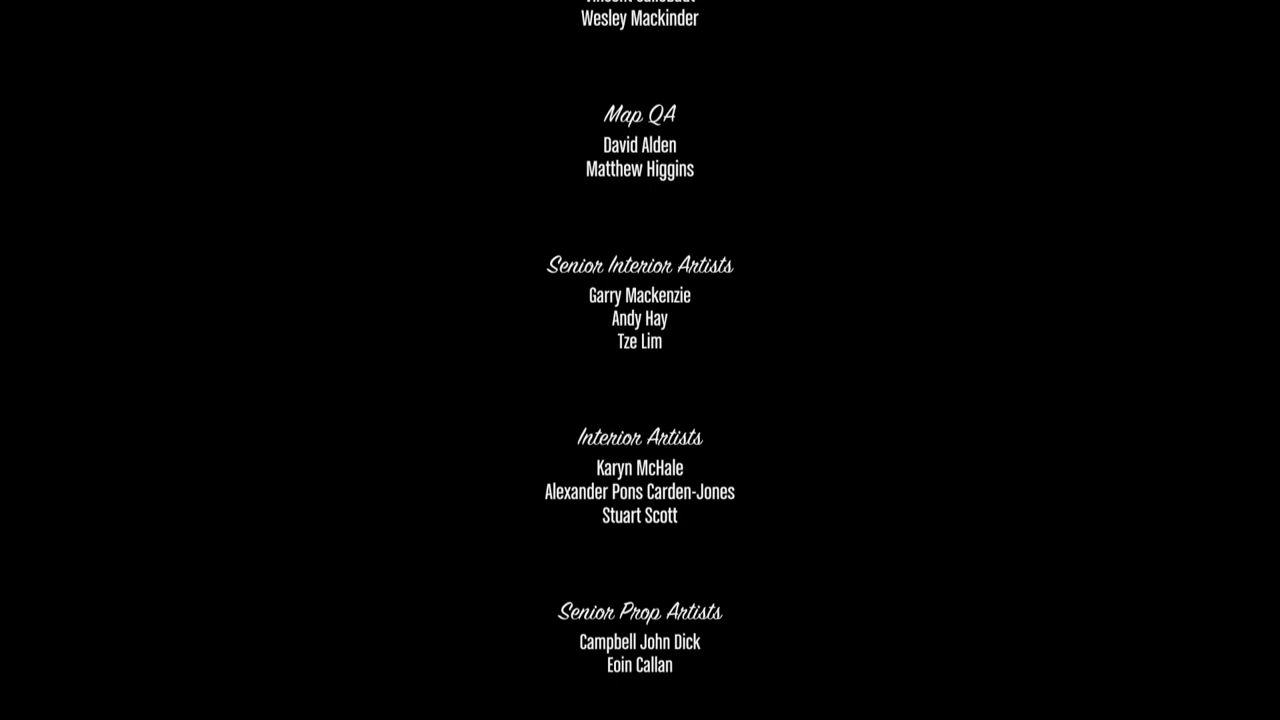 Wesley Mackinder
Map QA
David Alden
Matthew Higgins
Senior Interior Artists
Garry Mackenzie
Andy Hay
Tze Lim
Interior Artists
Karyn McHale
Alexander Pons Carden-Jones
Stuart Scott
Senior Prop Artists
Campbell John Dick
Eoin Callan